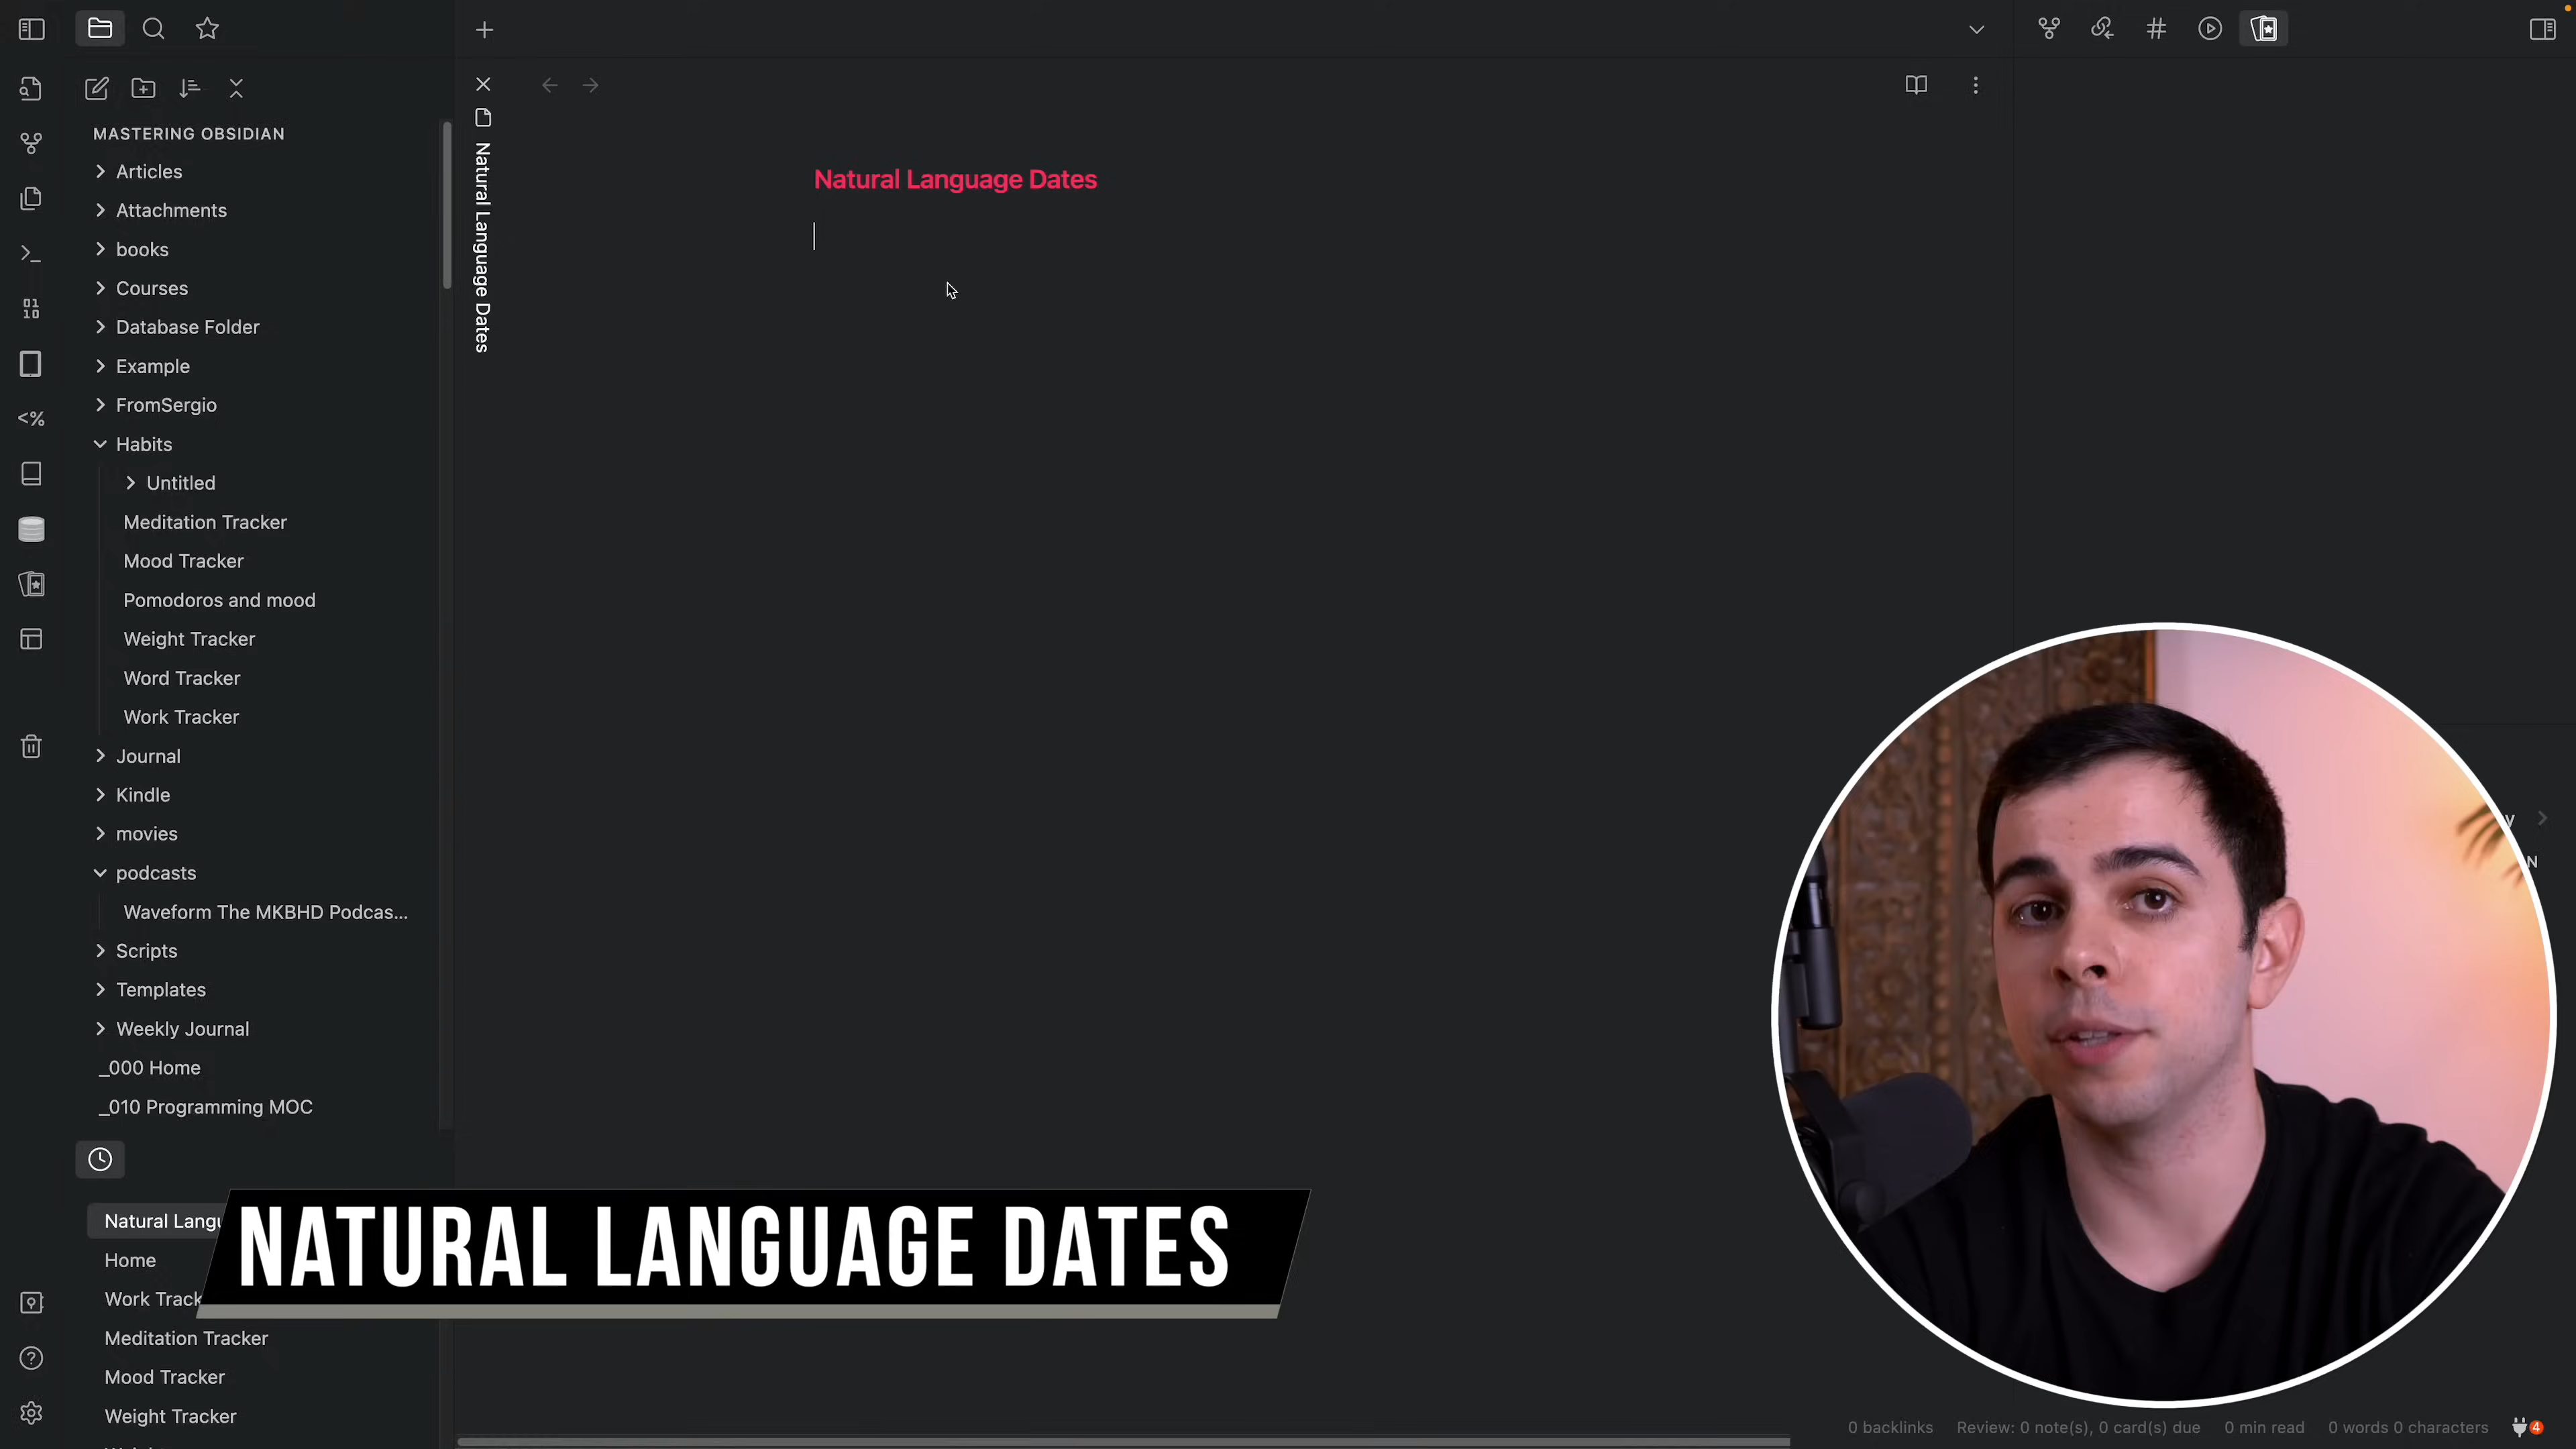 MASTERING OBSIDIAN
Articles
Attachments
books
Courses
Database Folder
Example
FromSergio
Habits
Untitled
Meditation Tracker
Mood Tracker
Pomodoros and mood
Weight Tracker
Word Tracker
Work Tracker
Journal
Kindle
movies
podcasts
Waveform The MKBHD Podcas...
Scripts
Templates
Weekly Journal
_000 Home
_010 Programming MOC
Natural Langu
Home
Work Track
Meditation Tracker
Mood Tracker
Weight Tracker
Natural Language Dates
Natural Language Dates
NATURAL LANGUAGE DATES
y
N
0 backlinks Review: 0 note(s), 0 card(s) due 0 min read 0 words 0 characters 4